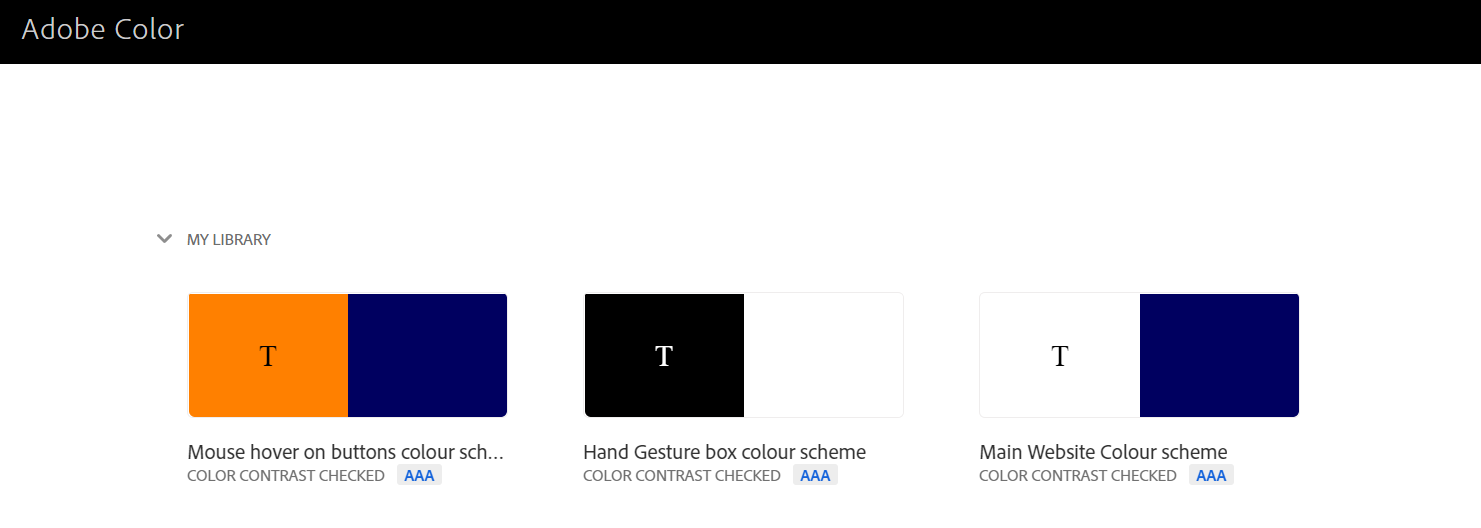 Adobe Color
MY LIBRARY
T
T
T
Mouse hover on buttons colour sch...
Hand Gesture box colour scheme
Main Website Colour scheme
COLOR CONTRAST CHECKED AAA
COLOR CONTRAST CHECKED AAA
COLOR CONTRAST CHECKED AAA